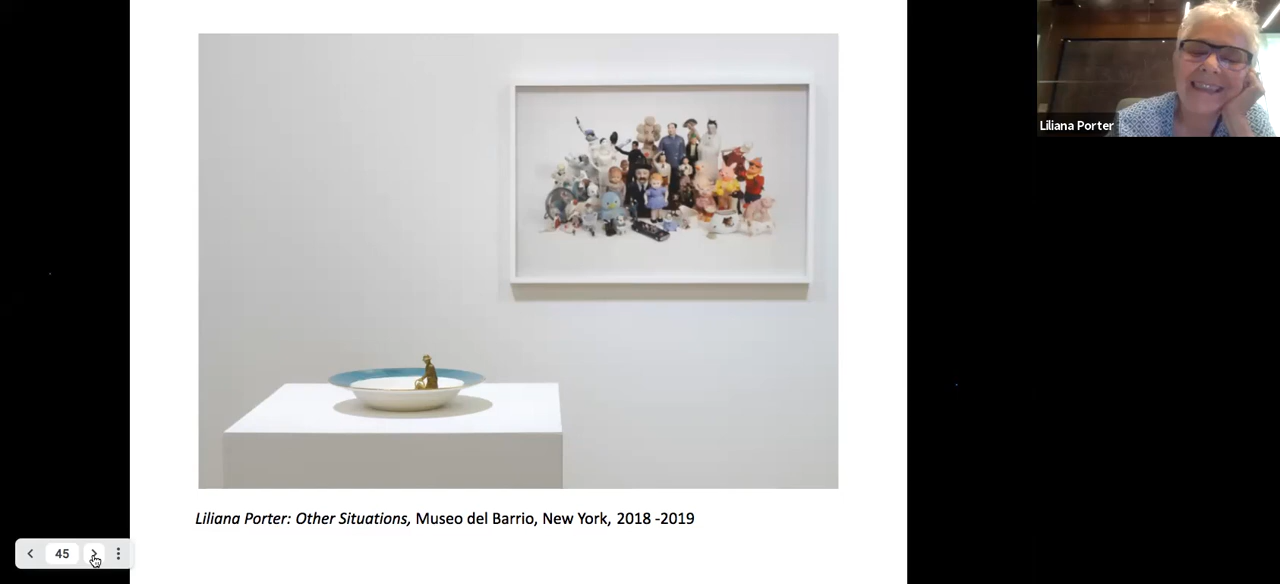 Liliana Porter
Liliana Porter: Other Situations, Museo del Barrio, New York, 2018 -2019
45